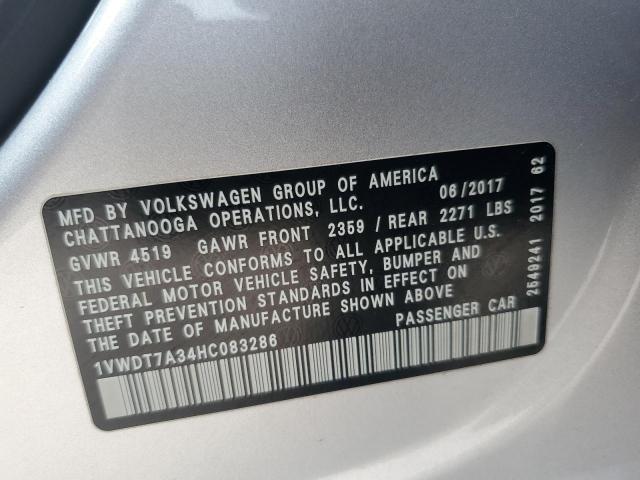 MFD BY VOLKSWAGEN GROUP OF AMERICA
CHATTANOOGA OPERATIONS, LLC. 06/2017
GVWR 4519 GAWR FRONT 2359 / REAR 2271 LBS
THIS VEHICLE CONFORMS TO ALL APPLICABLE U.S.
FEDERAL MOTOR VEHICLE SAFETY, BUMPER AND
THEFT PREVENTION STANDARDS IN EFFECT ON
THE DATE OF MANUFACTURE SHOWN ABOVE
1VWDT7A34HC083286 PASSENGER CAR
2549241 2017 62